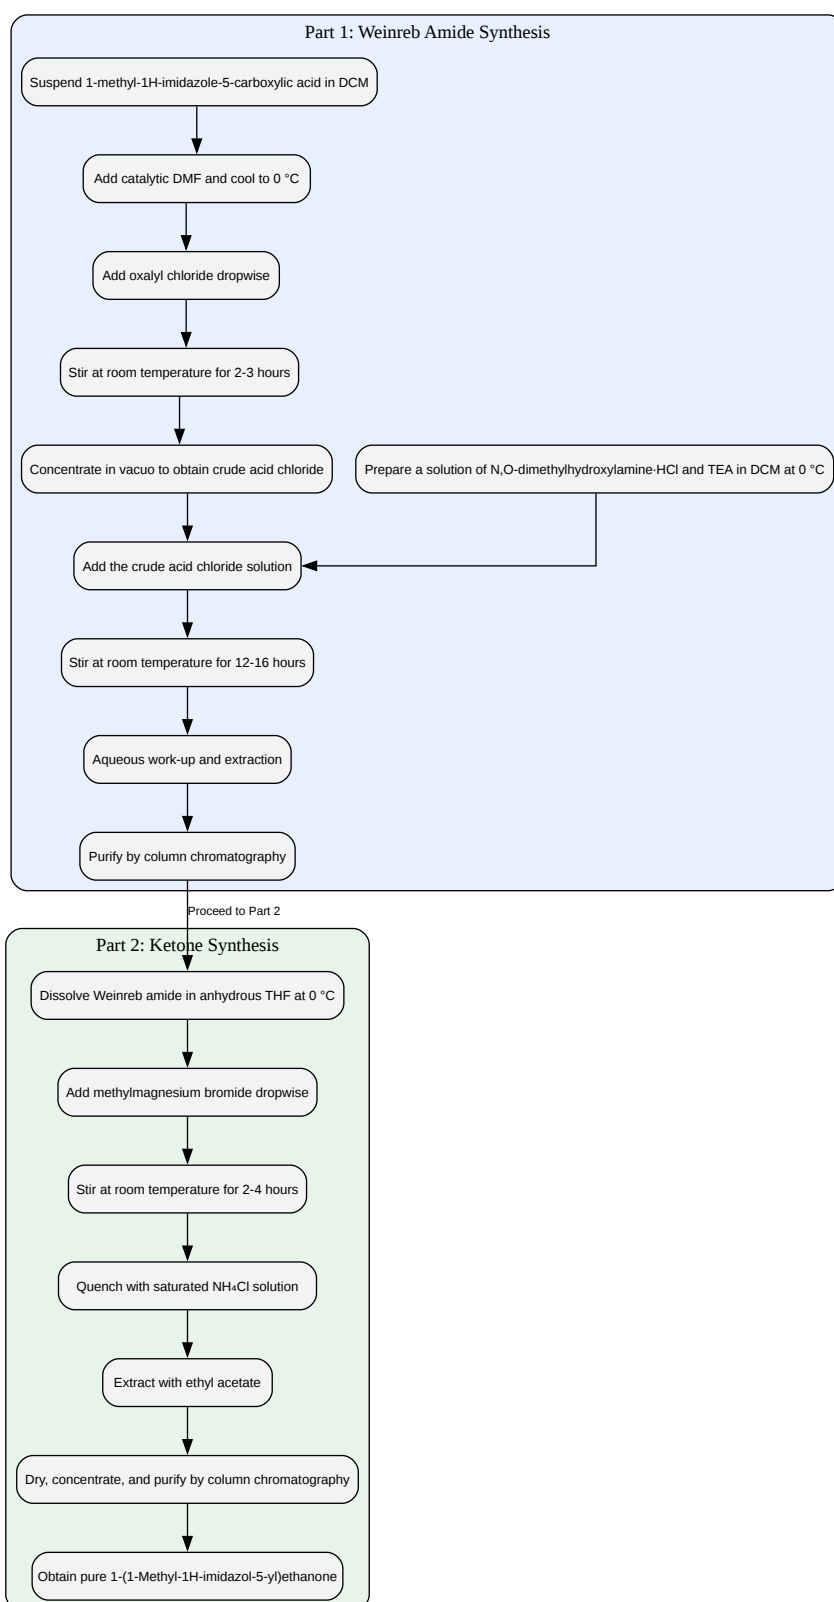 Part 1: Weinreb Amide Synthesis
Suspend 1-methyl-1H-imidazole-5-carboxylic acid in DCM
Add catalytic DMF and cool to 0 °C
Add oxalyl chloride dropwise
Stir at room temperature for 2-3 hours
Concentrate in vacuo to obtain crude acid chloride
Prepare a solution of N,O-dimethylhydroxylamine·HCl and TEA in DCM at 0 °C
Add the crude acid chloride solution
Stir at room temperature for 12-16 hours
Aqueous work-up and extraction
Purify by column chromatography
Proceed to Part 2
Part 2: Ketone Synthesis
Dissolve Weinreb amide in anhydrous THF at 0 °C
Add methylmagnesium bromide dropwise
Stir at room temperature for 2-4 hours
Quench with saturated NH₄Cl solution
Extract with ethyl acetate
Dry, concentrate, and purify by column chromatography
Obtain pure 1-(1-Methyl-1H-imidazol-5-yl)ethanone